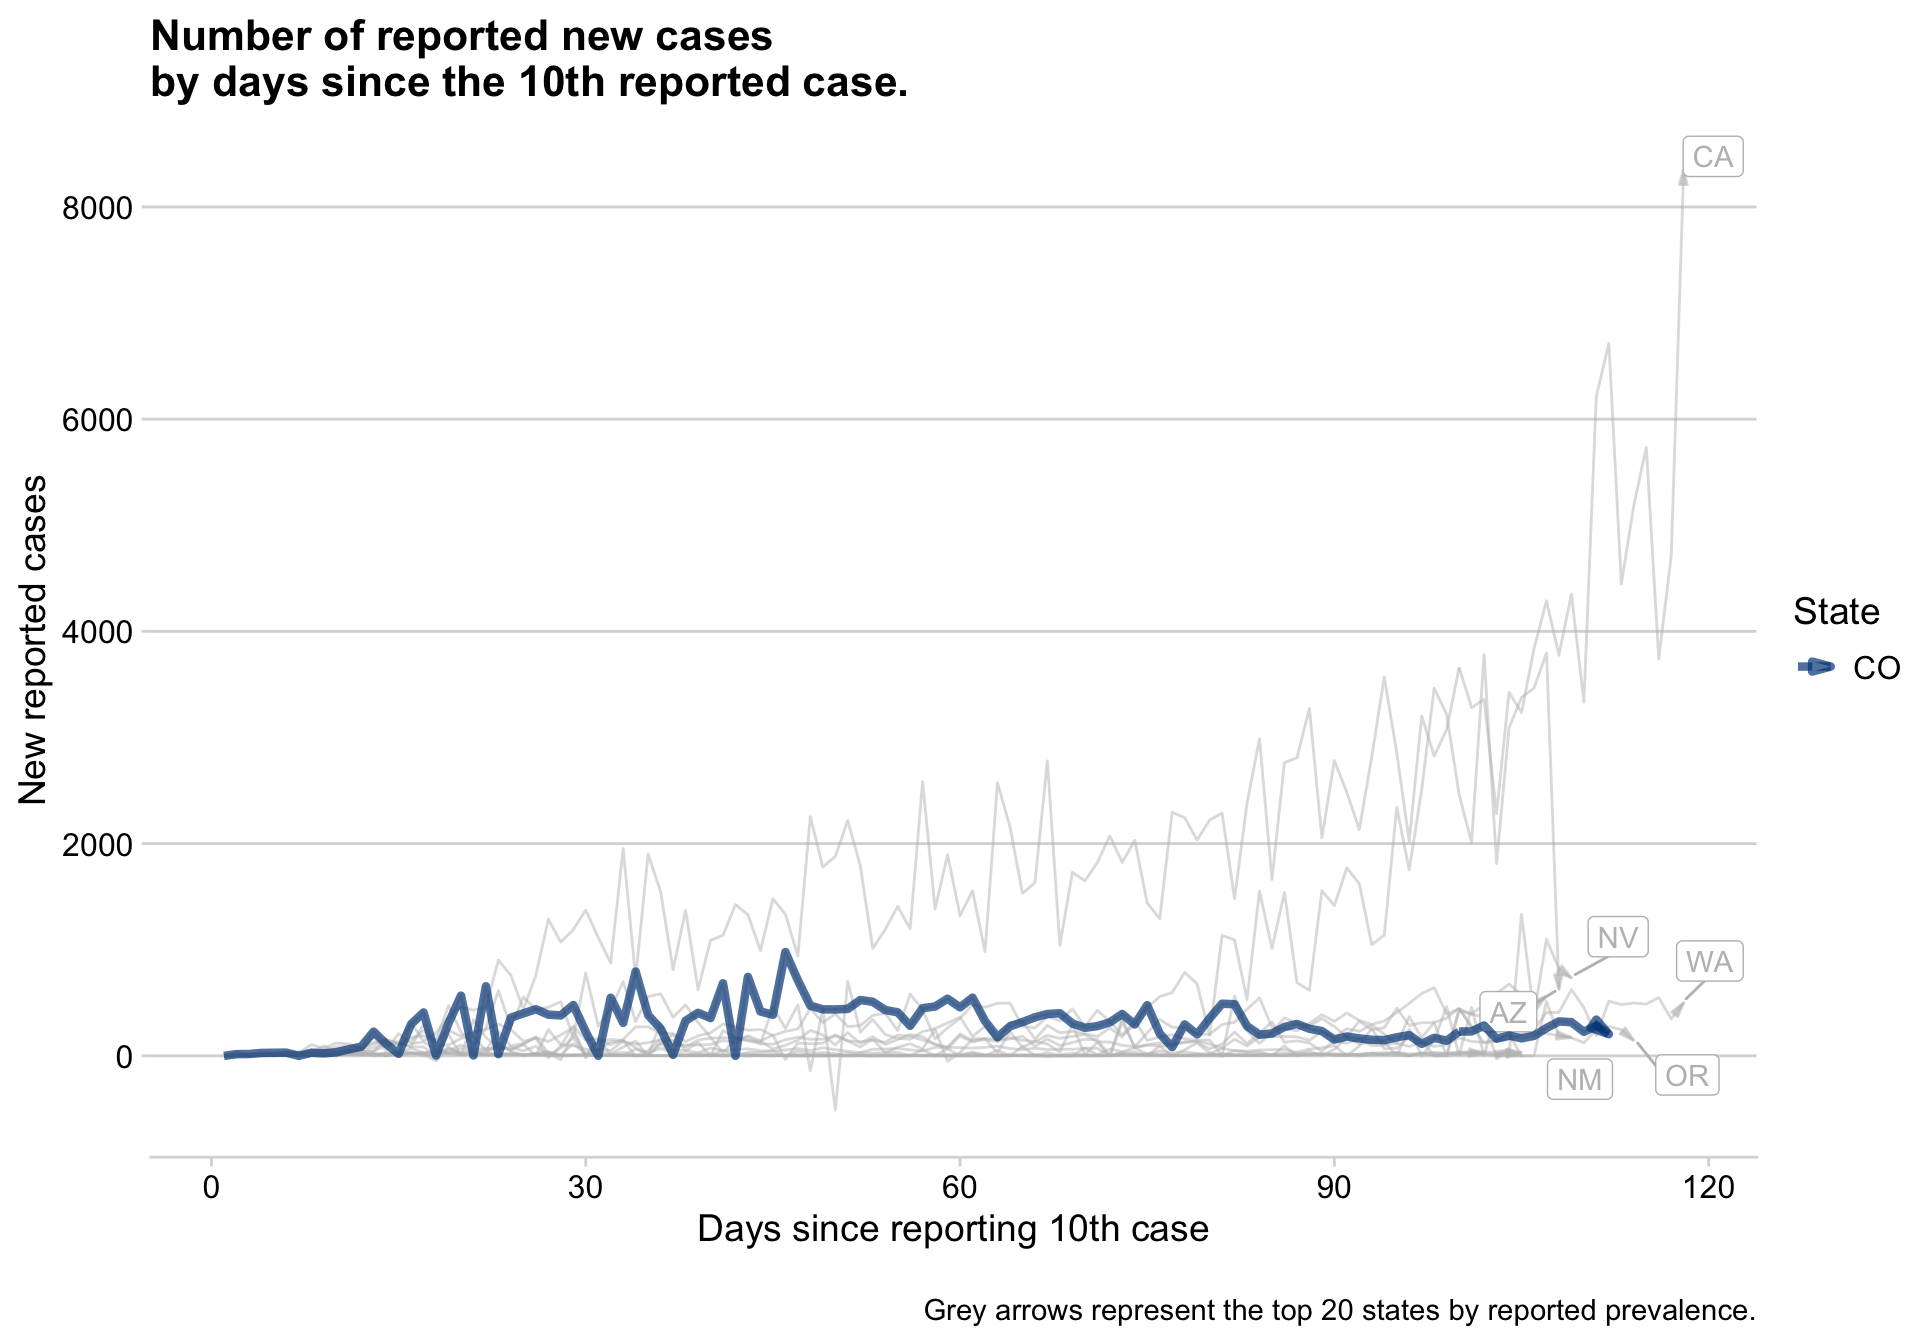 Number of reported new cases
by days since the 10th reported case.
CA
8000
6000
4000
2000
0
New reported cases
State
CO
NV
WA
AZ
NM
OR
0 30 60 90 120
Days since reporting 10th case
Grey arrows represent the top 20 states by reported prevalence.